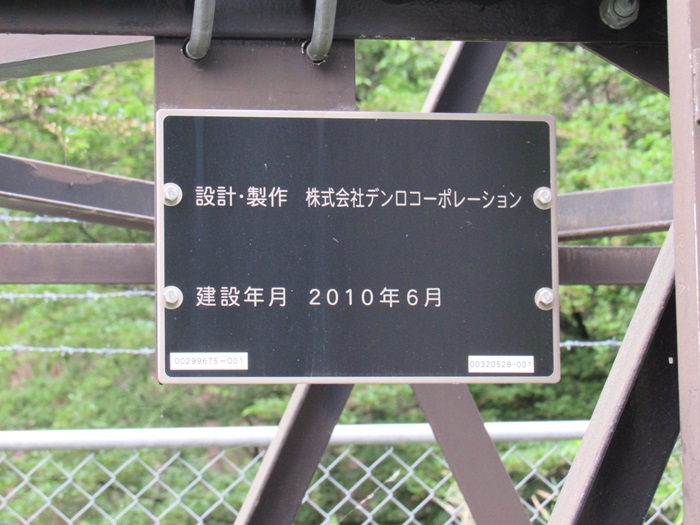 設計・製作　株式会社デンロコーポレーション
建設年月　2010年6月
00299675-001
00320528-001